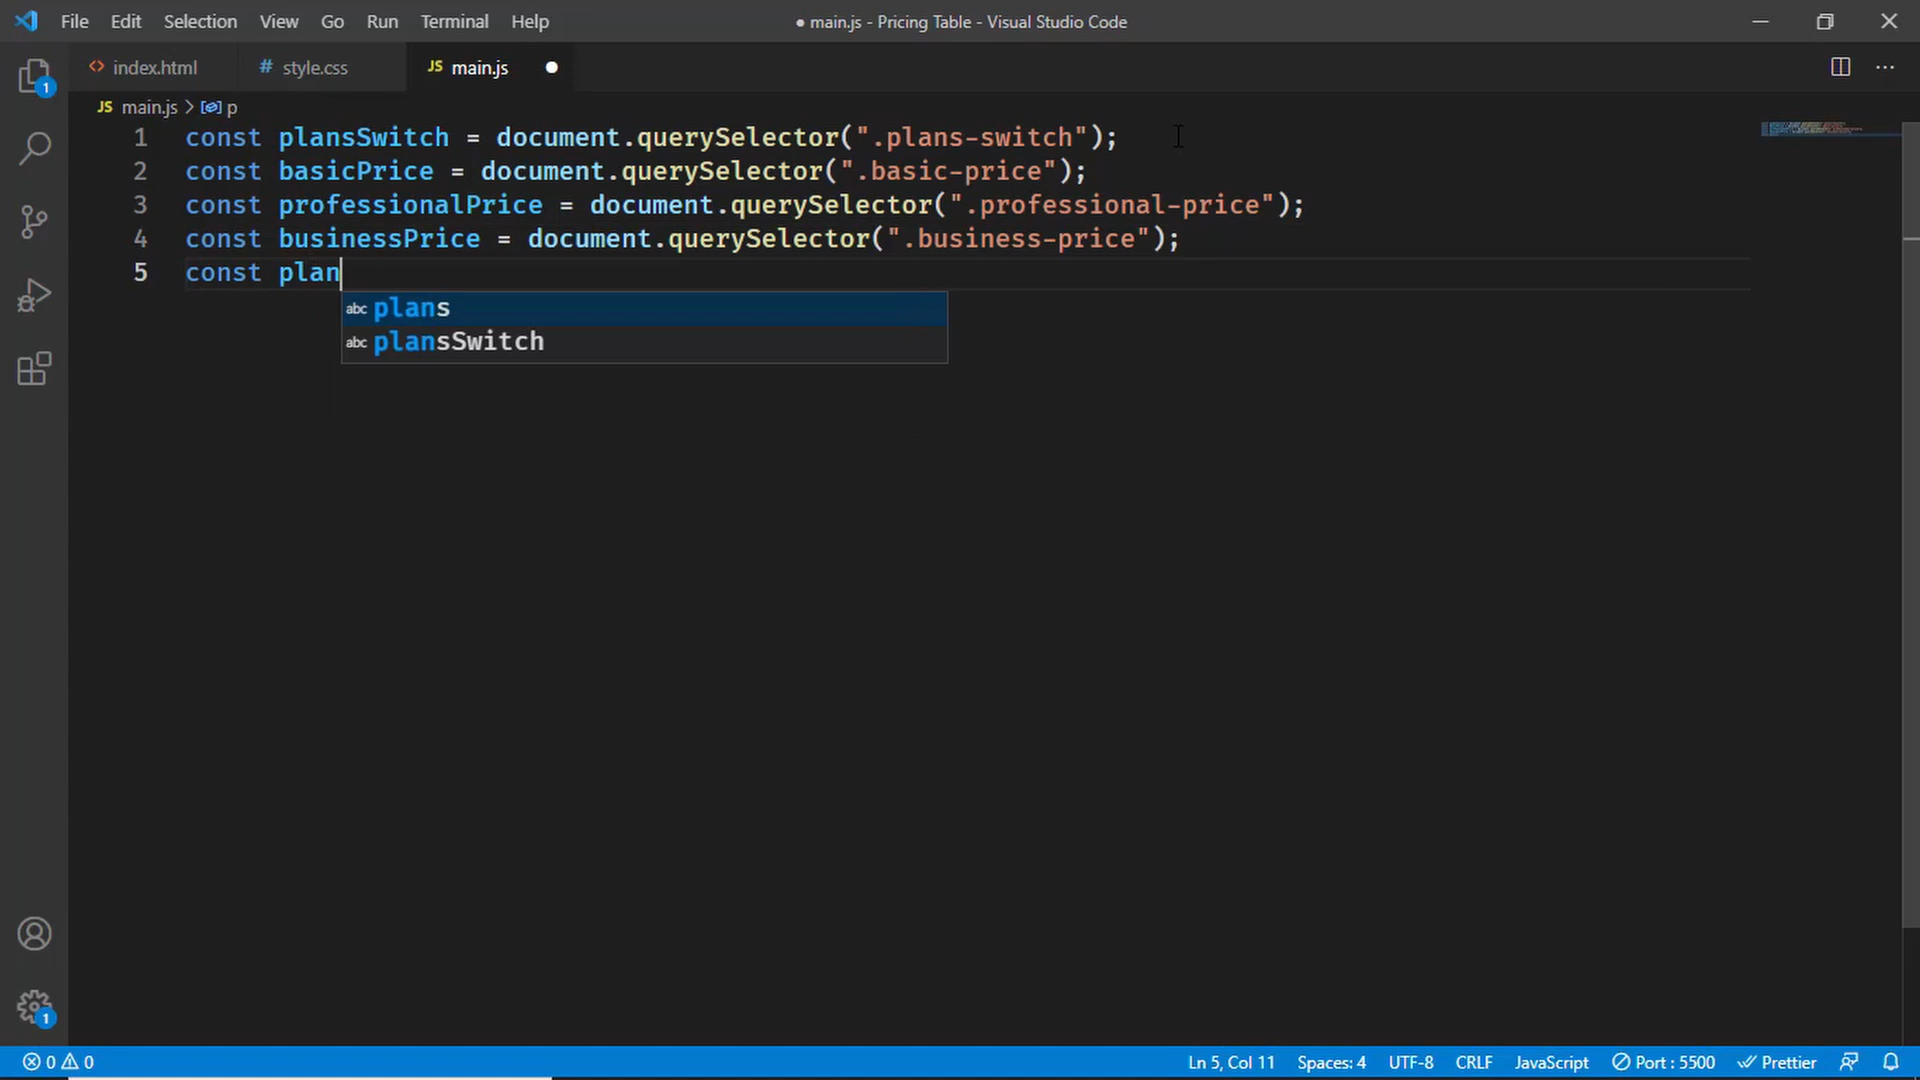 File Edit Selection View Go Run Terminal Help
● main.js - Pricing Table - Visual Studio Code
index.html
# style.css
JS main.js
JS main.js > p
1 const plansSwitch = document.querySelector(".plans-switch");
2 const basicPrice = document.querySelector(".basic-price");
3 const professionalPrice = document.querySelector(".professional-price");
4 const businessPrice = document.querySelector(".business-price");
5 const plan
abc plans
abc plansSwitch
1
1
0 0
Ln 5, Col 11 Spaces: 4 UTF-8 CRLF JavaScript Port : 5500 Prettier